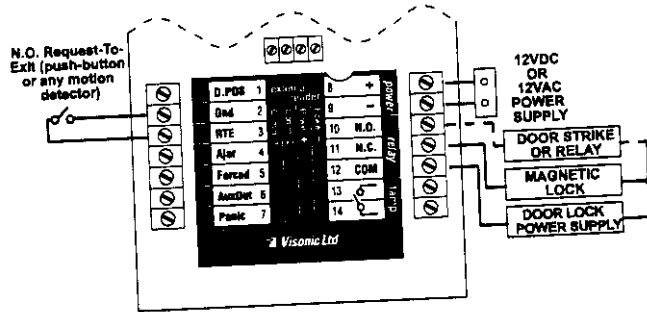 N.O. Request-To-
Exit (push-button
or any motion
detector)
D.POS 1
Gnd 2
RTE 3
Ajar 4
Forced 5
AuxOut 6
Panic 7
8 +
9 −
10 N.O.
11 N.C.
12 COM
13
14
power
relay
Visonic Ltd
12VDC
OR
12VAC
POWER
SUPPLY
DOOR STRIKE
OR RELAY
MAGNETIC
LOCK
DOOR LOCK
POWER SUPPLY